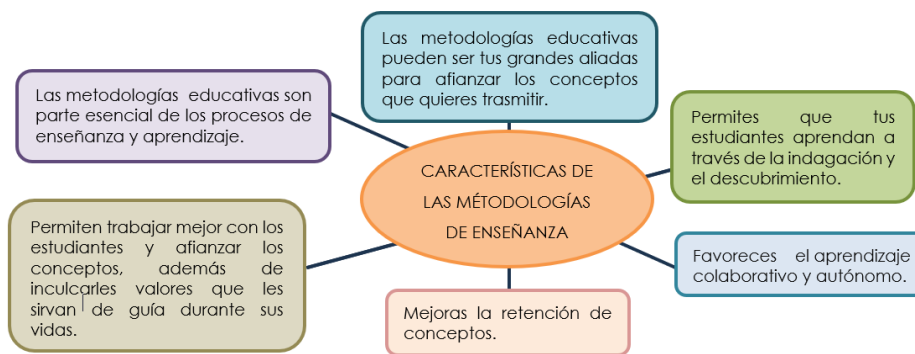 Las metodologías educativas
pueden ser tus grandes aliadas
para afianzar los conceptos
que quieres trasmitir.
Las metodologías educativas son
parte esencial de los procesos de
enseñanza y aprendizaje.
Permites que tus
estudiantes aprendan a
través de la indagación y
el descubrimiento.
CARACTERÍSTICAS DE
LAS MÉTODOLOGÍAS
DE ENSEÑANZA
Permiten trabajar mejor con los
estudiantes y afianzar los
conceptos, además de
inculcarles valores que les
sirvan de guía durante sus
vidas.
Favoreces el aprendizaje
colaborativo y autónomo.
Mejoras la retención de
conceptos.